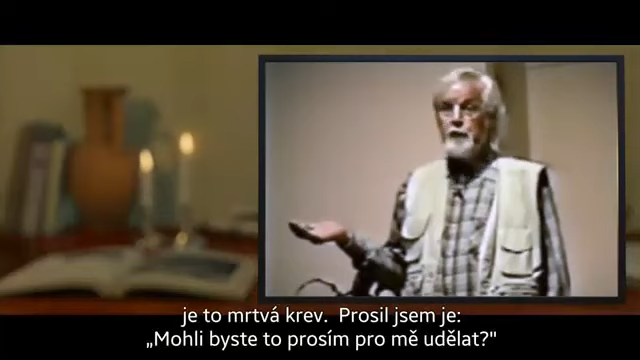 je to mrtvá krev.  Prosil jsem je:
„Mohli byste to prosím pro mě udělat?"